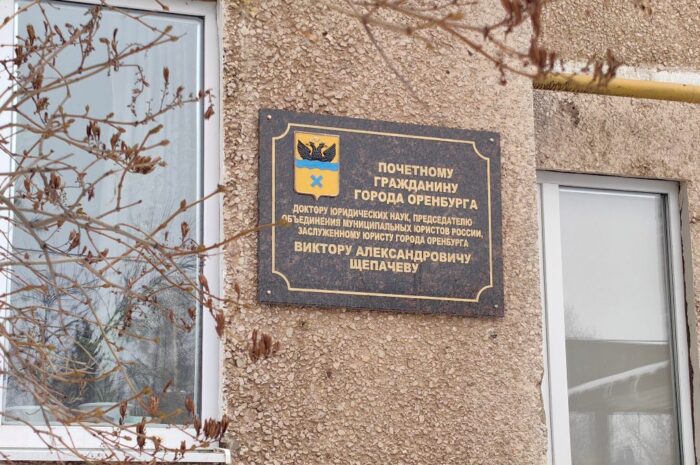 ПОЧЕТНОМУ
ГРАЖДАНИНУ
ГОРОДА ОРЕНБУРГА
ДОКТОРУ ЮРИДИЧЕСКИХ НАУК, ПРЕДСЕДАТЕЛЮ
ОБЪЕДИНЕНИЯ МУНИЦИПАЛЬНЫХ ЮРИСТОВ РОССИИ,
ЗАСЛУЖЕННОМУ ЮРИСТУ ГОРОДА ОРЕНБУРГА
ВИКТОРУ АЛЕКСАНДРОВИЧУ
ЩЕПАЧЕВУ